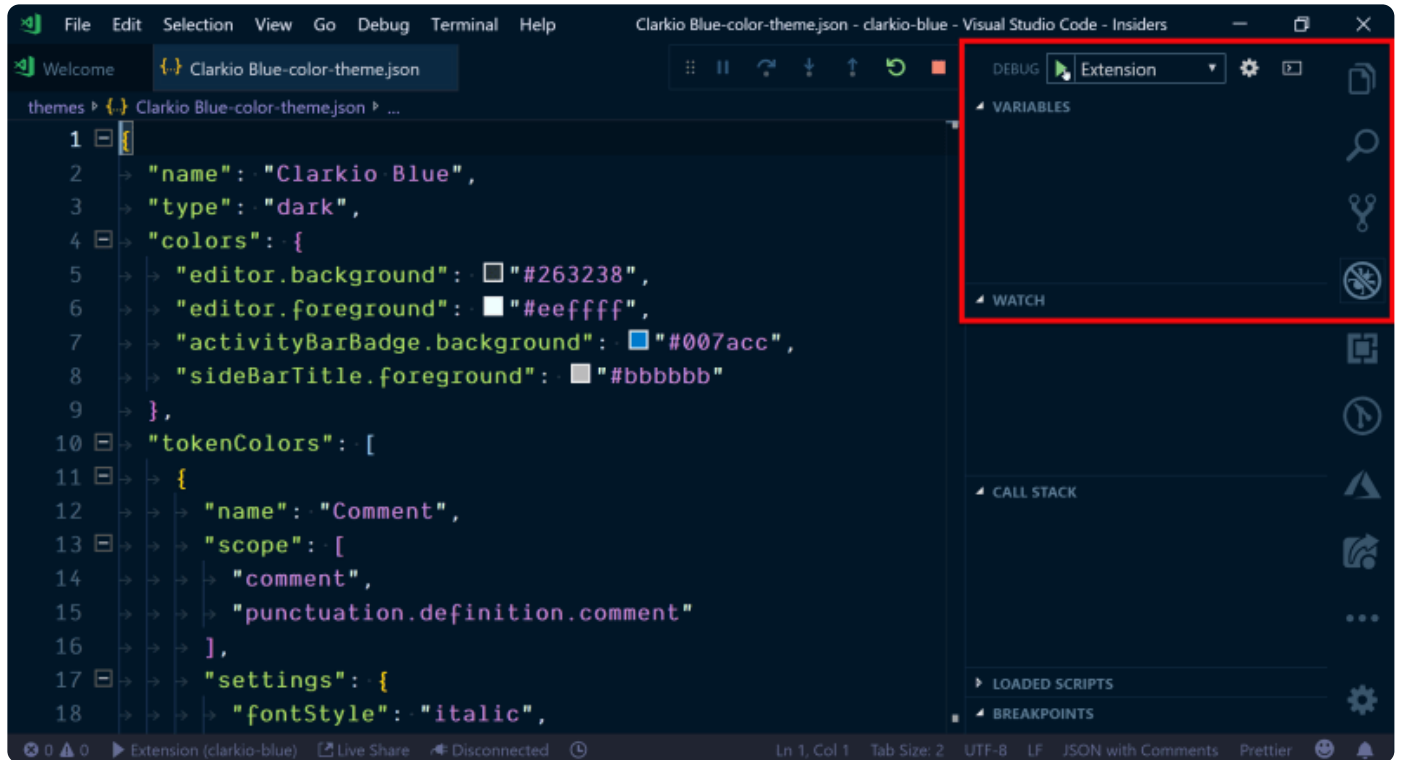 File Edit Selection View Go Debug Terminal Help Clarkio Blue-color-theme.json - clarkio-blue - Visual Studio Code - Insiders
Welcome {..} Clarkio Blue-color-theme.json
DEBUG Extension
themes {..} Clarkio Blue-color-theme.json ...
VARIABLES
1 {
2 "name": "Clarkio Blue",
3 "type": "dark",
4 "colors": {
5 "editor.background": "#263238",
6 "editor.foreground": "#eeffff",
7 "activityBarBadge.background": "#007acc",
8 "sideBarTitle.foreground": "#bbbbbb"
9 },
10 "tokenColors": [
11 {
12 "name": "Comment",
13 "scope": [
14 "comment",
15 "punctuation.definition.comment"
16 ],
17 "settings": {
18 "fontStyle": "italic",
WATCH
CALL STACK
LOADED SCRIPTS
BREAKPOINTS
0 0 Extension (clarkio-blue) Live Share Disconnected Ln 1, Col 1 Tab Size: 2 UTF-8 LF JSON with Comments Prettier